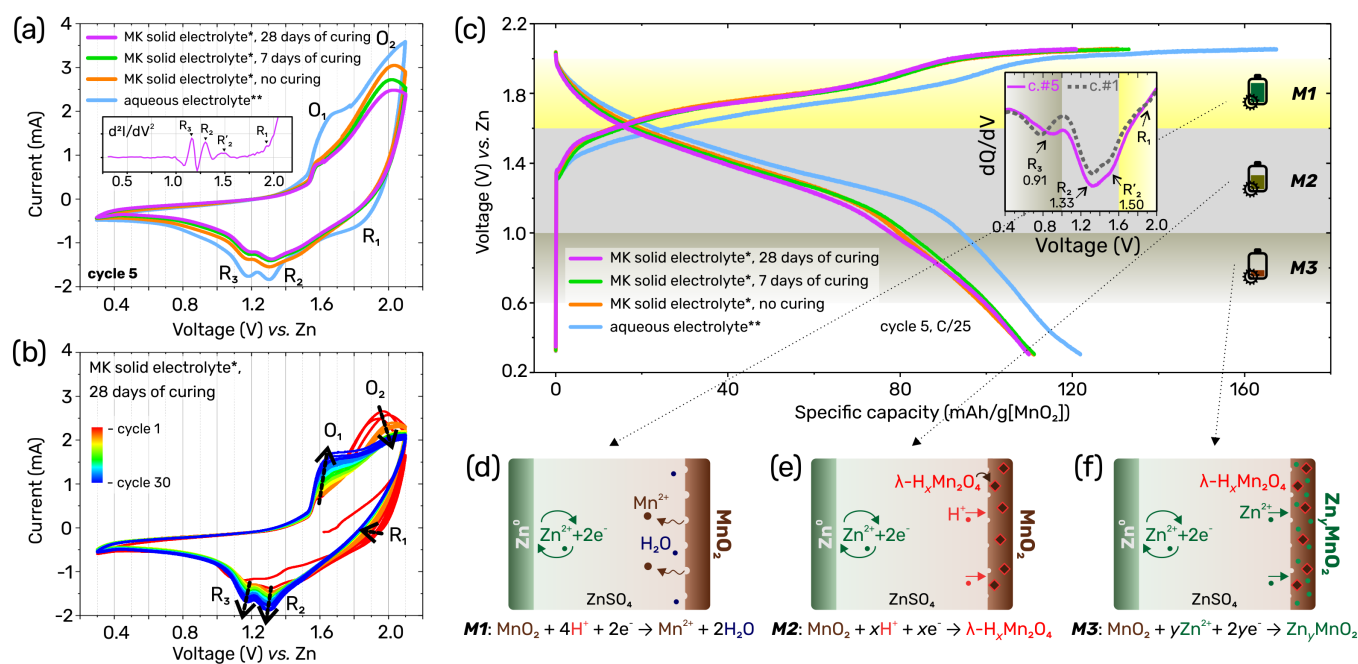 (a)
4
3
2
1
0
−1
−2
Current (mA)
MK solid electrolyte*, 28 days of curing
MK solid electrolyte*, 7 days of curing
MK solid electrolyte*, no curing
aqueous electrolyte**
O₂
O₁
d²I/dV²
R₃
R₂
R'₂
R₁
0.5 1.0 1.5 2.0
R₁
R₃
R₂
cycle 5
0.4 0.8 1.2 1.6 2.0
Voltage (V) vs. Zn
(b)
4
3
2
1
0
−1
−2
Current (mA)
MK solid electrolyte*,
28 days of curing
- cycle 1
- cycle 30
O₂
O₁
R₁
R₃
R₂
0.4 0.8 1.2 1.6 2.0
Voltage (V) vs. Zn
(c)
2.2
1.8
1.4
1.0
0.6
0.2
Voltage (V) vs. Zn
c.#5 c.#1
dQ/dV
R₃
0.91
R₂
1.33
R'₂
1.50
R₁
0.4 0.8 1.2 1.6 2.0
Voltage (V)
M1
M2
M3
MK solid electrolyte*, 28 days of curing
MK solid electrolyte*, 7 days of curing
MK solid electrolyte*, no curing
aqueous electrolyte**
cycle 5, C/25
0 40 80 120 160
Specific capacity (mAh/g[MnO₂])
(d)
Zn⁰
Zn²⁺+2e⁻
Mn²⁺
H₂O
MnO₂
ZnSO₄
M1: MnO₂ + 4H⁺ + 2e⁻ → Mn²⁺ + 2H₂O
(e)
Zn⁰
Zn²⁺+2e⁻
λ-HₓMn₂O₄
H⁺
MnO₂
ZnSO₄
M2: MnO₂ + xH⁺ + xe⁻ → λ-HₓMn₂O₄
(f)
Zn⁰
Zn²⁺+2e⁻
λ-HₓMn₂O₄
Zn²⁺
ZnᵧMnO₂
ZnSO₄
M3: MnO₂ + yZn²⁺ + 2ye⁻ → ZnᵧMnO₂